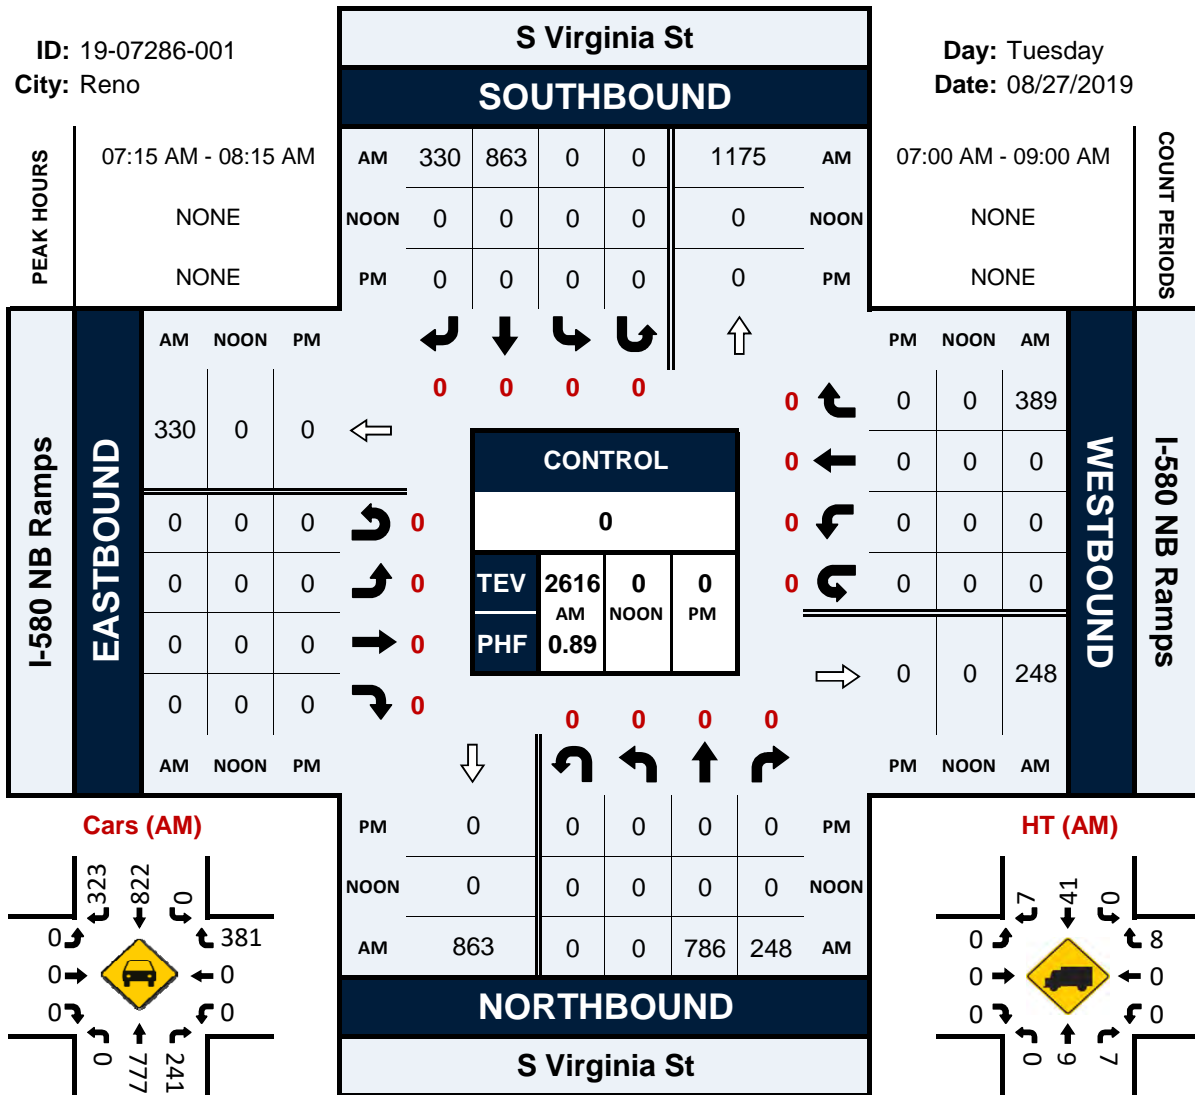 S Virginia St
ID: 19-07286-001
Day: Tuesday
City: Reno
Date: 08/27/2019
SOUTHBOUND
PEAK HOURS
07:15 AM - 08:15 AM
NONE
NONE
AM 330 863 0 0 1175 AM
NOON 0 0 0 0 0 NOON
PM 0 0 0 0 0 PM
07:00 AM - 09:00 AM
NONE
NONE
COUNT PERIODS
0 0 0 0
I-580 NB Ramps
EASTBOUND
AM NOON PM
330 0 0
0 0 0 0
0 0 0 0
0 0 0 0
0 0 0 0
AM NOON PM
CONTROL
0
TEV 2616 0 0
AM NOON PM
PHF 0.89
PM NOON AM
0 0 0 389
0 0 0 0
0 0 0 0
0 0 0 0
0 0 248
PM NOON AM
WESTBOUND
I-580 NB Ramps
0 0 0 0
PM 0 0 0 0 0 PM
NOON 0 0 0 0 0 NOON
AM 863 0 0 786 248 AM
NORTHBOUND
S Virginia St
Cars (AM)
323 822 0
0 381
0 0
0 0
0 777 241
HT (AM)
7 41 0
0 8
0 0
0 0
0 9 7